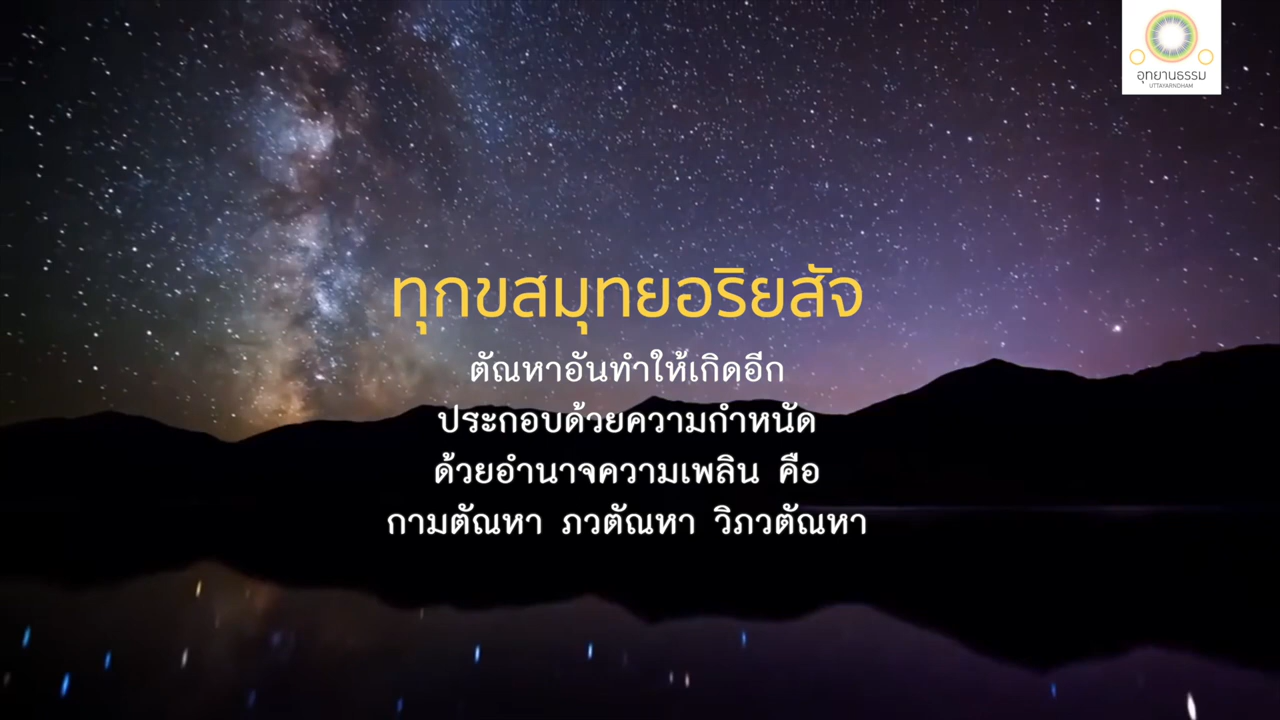 อุทยานธรรม
UTTAYARNDHAM
ทุกขสมุทยอริยสัจ
ตัณหาอันทำให้เกิดอีก
ประกอบด้วยความกำหนัด
ด้วยอำนาจความเพลิน คือ
กามตัณหา ภวตัณหา วิภวตัณหา